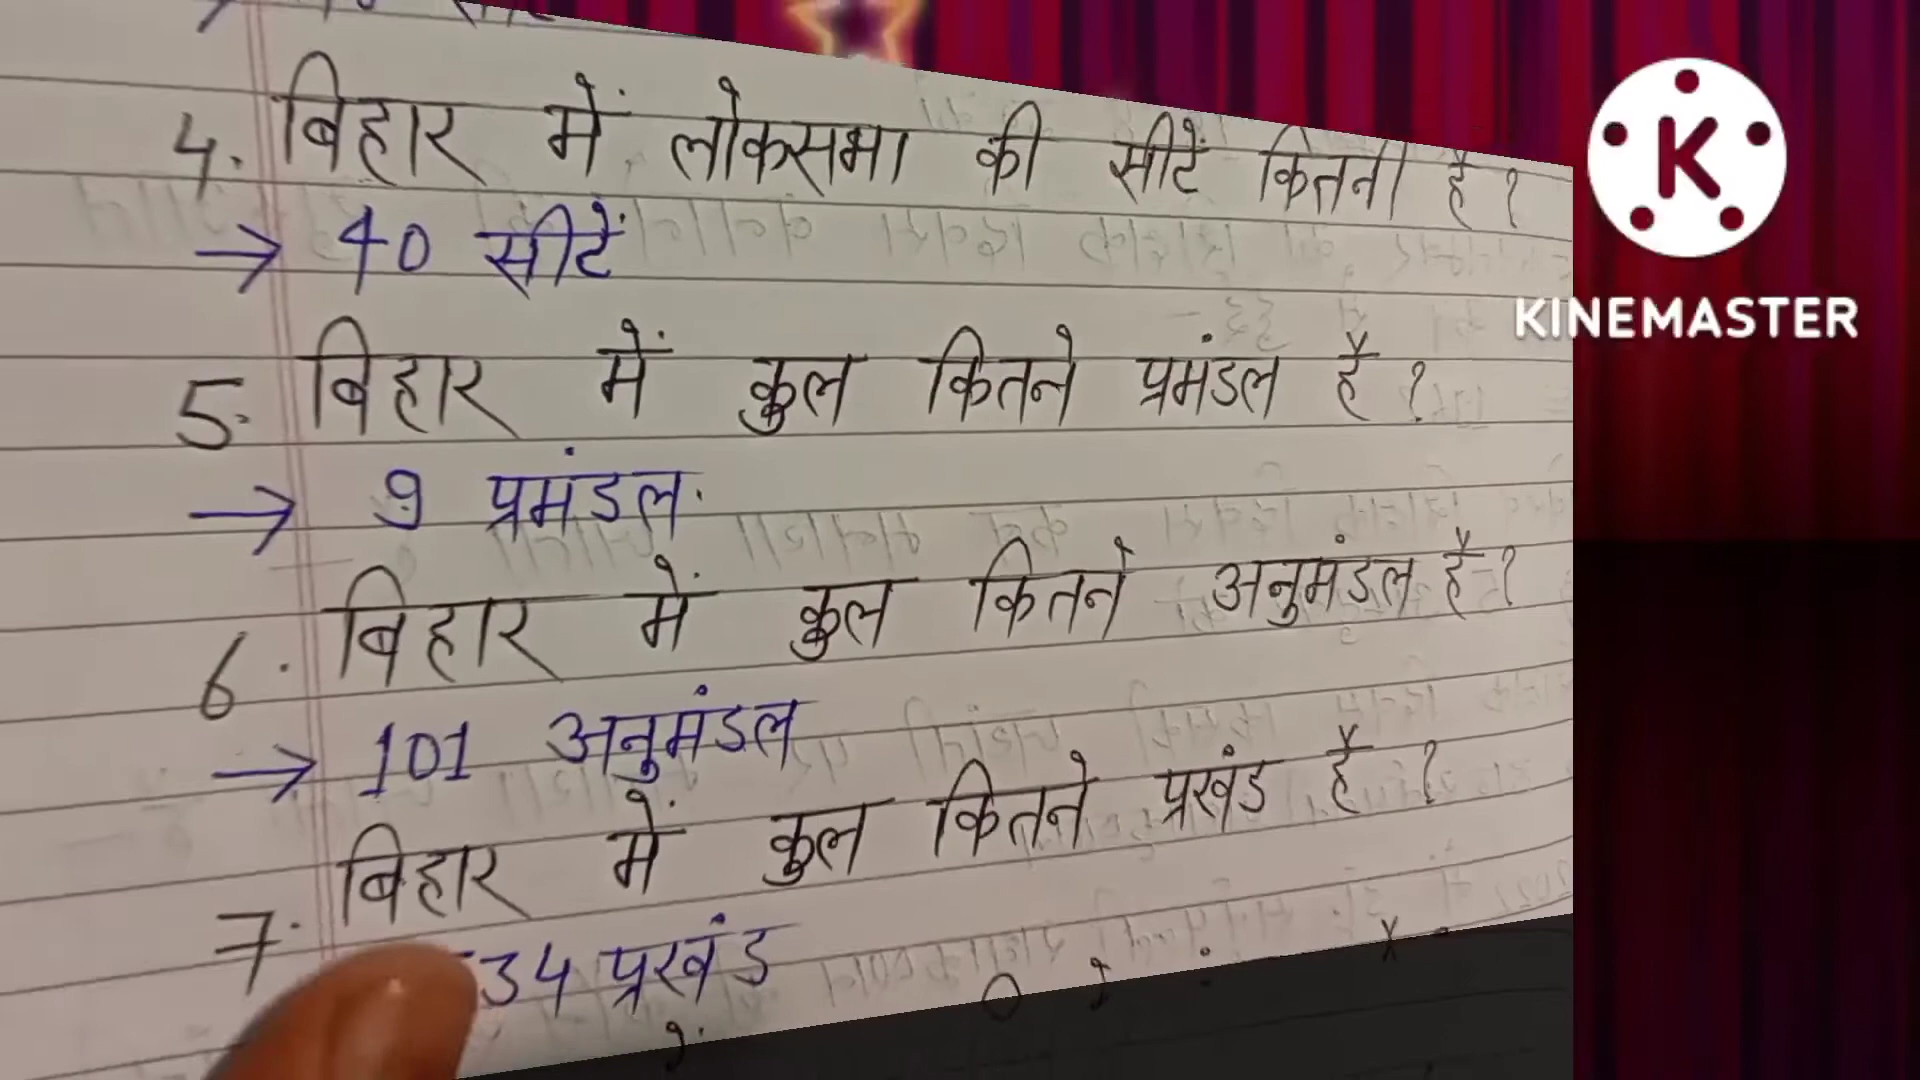 4. बिहार में लोकसभा की सीटें कितनी है ?
→ 40 सीटें
5. बिहार में कुल कितने प्रमंडल है ?
→ 9 प्रमंडल.
6. बिहार में कुल कितने अनुमंडल है ?
→ 101 अनुमंडल
7. बिहार में कुल कितने प्रखंड है ?
34 प्रखंड
K
KINEMASTER